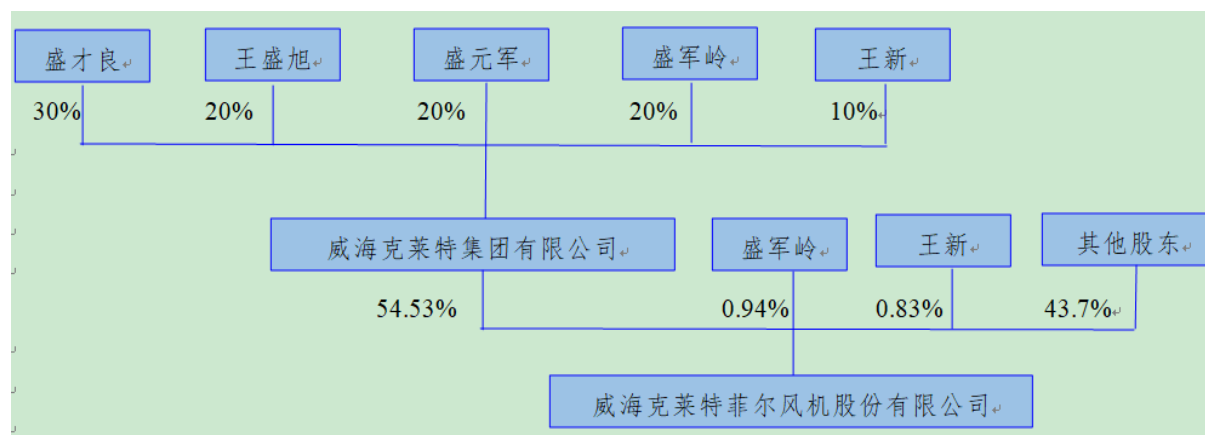 盛才良 王盛旭 盛元军 盛军岭 王新
30% 20% 20% 20% 10%
威海克莱特集团有限公司 盛军岭 王新 其他股东
54.53% 0.94% 0.83% 43.7%
威海克莱特菲尔风机股份有限公司